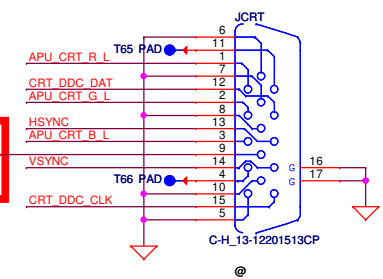 JCRT
6
T65 PAD 11
APU_CRT_R_L 1
7
CRT_DDC_DAT 12
APU_CRT_G_L 2
8
HSYNC 13
APU_CRT_B_L 3
9
VSYNC 14
T66 PAD 4
10
CRT_DDC_CLK 15
5
G 16
G 17
C-H_13-12201513CP
@